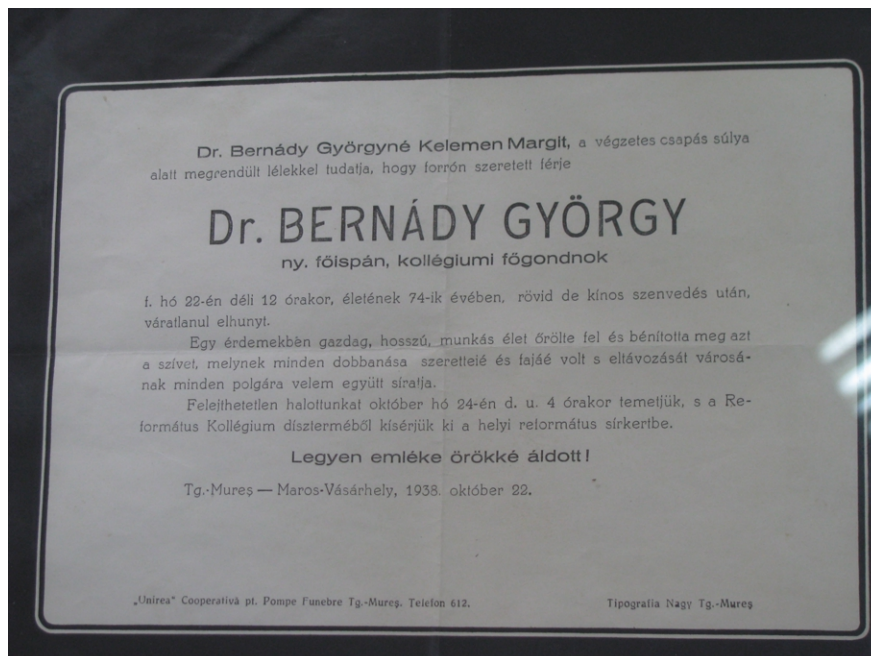 Dr. Bernády Györgyné Kelemen Margit, a végzetes csapás súlya
alatt megrendült lélekkel tudatja, hogy forrón szeretett férje
Dr. BERNÁDY GYÖRGY
ny. főispán, kollégiumi főgondnok
f. hó 22-én déli 12 órakor, életének 74-ik évében, rövid de kínos szenvedés után,
váratlanul elhunyt.
Egy érdemekben gazdag, hosszú, munkás élet őrölte fel és bénította meg azt
a szívet, melynek minden dobbanása szeretteié és fajáé volt s eltávozását városá-
nak minden polgára velem együtt siratja.
Felejthetetlen halottunkat október hó 24-én d. u. 4 órakor temetjük, s a Re-
formátus Kollégium díszterméből kísérjük ki a helyi református sírkertbe.
Legyen emléke örökké áldott!
Tg.-Mureş — Maros-Vásárhely, 1938. október 22.
„Unirea" Cooperativă pt. Pompe Funebre Tg.-Mureş. Telefon 612. Tipografia Nagy Tg.-Mureş